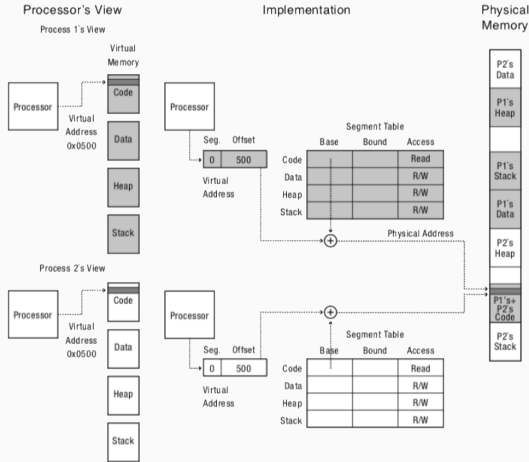 Processor's View
Implementation
Physical
Memory
Process 1's View
Virtual
Memory
Processor
Code
Virtual
Address
0x0500
Data
Heap
Stack
Processor
Seg. Offset
0 500
Virtual
Address
Segment Table
Base Bound Access
Code Read
Data R/W
Heap R/W
Stack R/W
Physical Address
P2's
Data
P1's
Heap
P1's
Stack
P1's
Data
P2's
Heap
P1's+
P2's
Code
P2's
Stack
Process 2's View
Processor
Code
Virtual
Address
0x0500
Data
Heap
Stack
Processor
Seg. Offset
0 500
Virtual
Address
Segment Table
Base Bound Access
Code Read
Data R/W
Heap R/W
Stack R/W